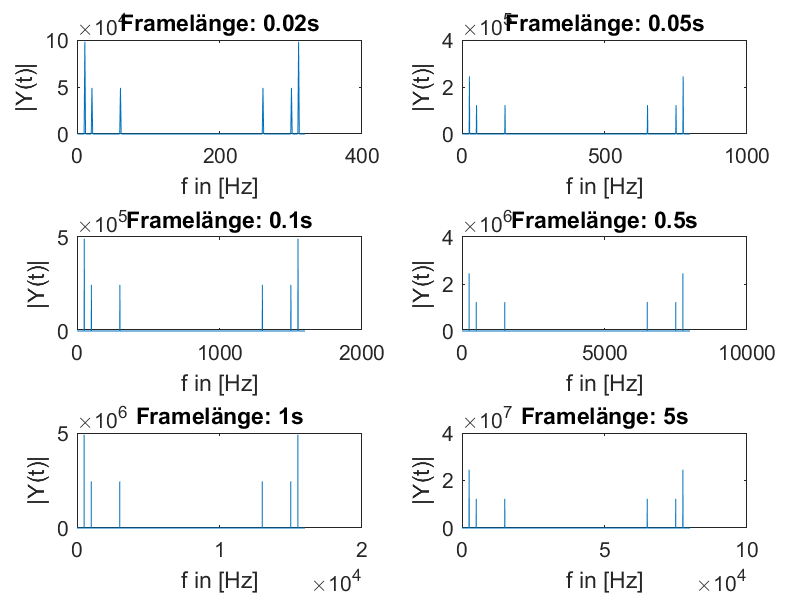 ×10⁴ Framelänge: 0.02s
10
5
0
|Y(t)|
0 200 400
f in [Hz]
×10⁵ Framelänge: 0.05s
4
2
0
|Y(t)|
0 500 1000
f in [Hz]
×10⁵ Framelänge: 0.1s
5
0
|Y(t)|
0 1000 2000
f in [Hz]
×10⁶ Framelänge: 0.5s
4
2
0
|Y(t)|
0 5000 10000
f in [Hz]
×10⁶ Framelänge: 1s
5
0
|Y(t)|
0 1 2
f in [Hz] ×10⁴
×10⁷ Framelänge: 5s
4
2
0
|Y(t)|
0 5 10
f in [Hz] ×10⁴